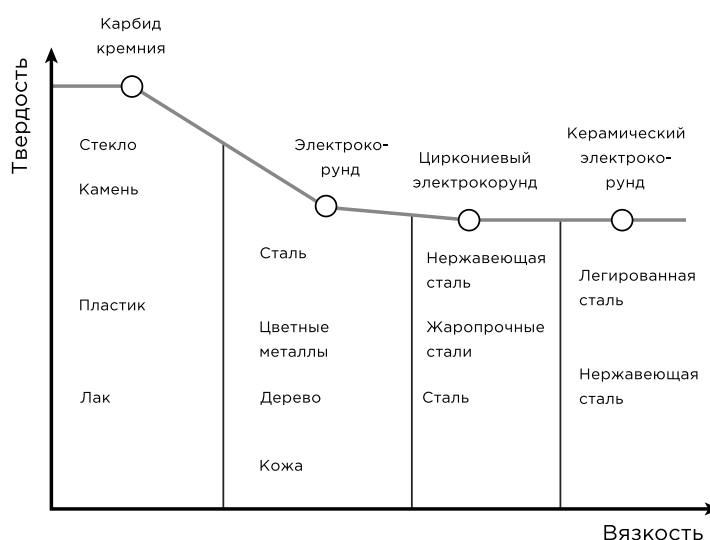 Карбид
кремния
Твердость
Стекло
Камень
Пластик
Лак
Электроко-
рунд
Сталь
Цветные
металлы
Дерево
Кожа
Циркониевый
электрокорунд
Нержавеющая
сталь
Жаропрочные
стали
Сталь
Керамический
электроко-
рунд
Легированная
сталь
Нержавеющая
сталь
Вязкость